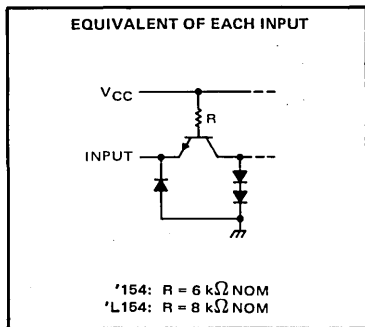 EQUIVALENT OF EACH INPUT
VCC
R
INPUT
'154: R = 6 kΩ NOM
'L154: R = 8 kΩ NOM